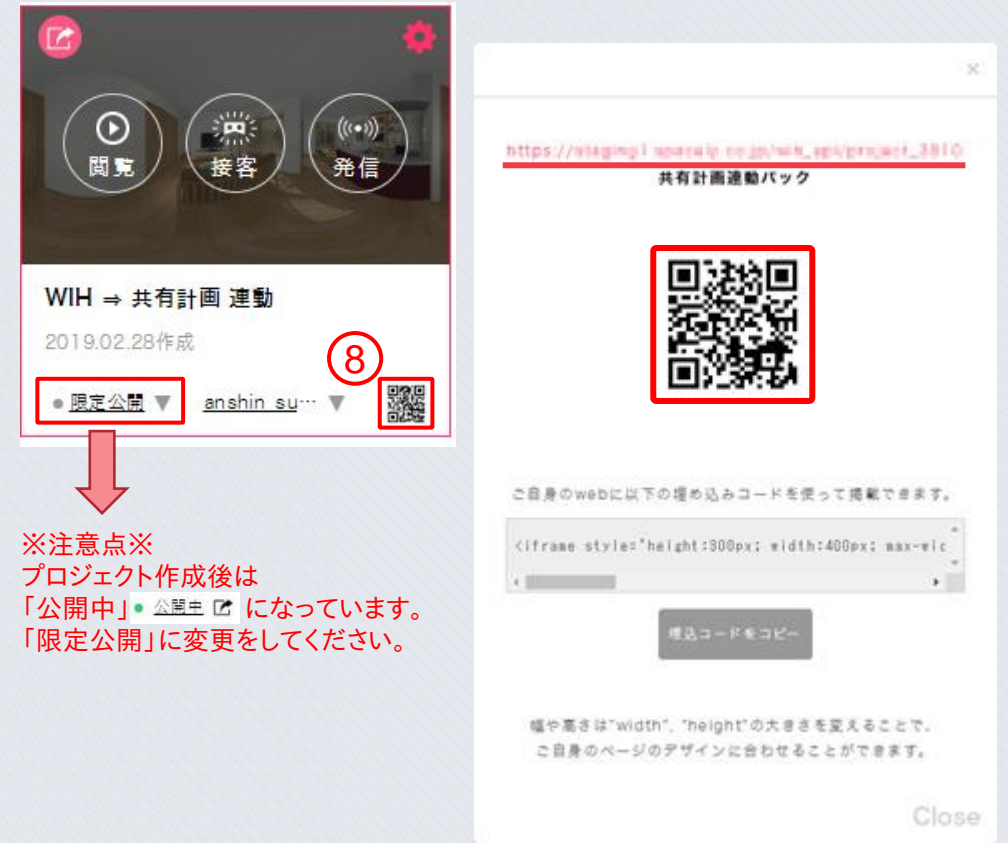 閲覧
接客
発信
WIH ⇒ 共有計画 連動
2019.02.28作成
⑧
● 限定公開 ▼ anshin su… ▼
※注意点※
プロジェクト作成後は
「公開中」● 公開中 になっています。
「限定公開」に変更をしてください。
×
https://
共有計画連動パック
ご自身のwebに以下の埋め込みコードを使って掲載できます。
<iframe style="height:300px; width:400px; max-wic
埋込コードをコピー
幅や高さは"width", "height"の大きさを変えることで、
ご自身のページのデザインに合わせることができます。
Close